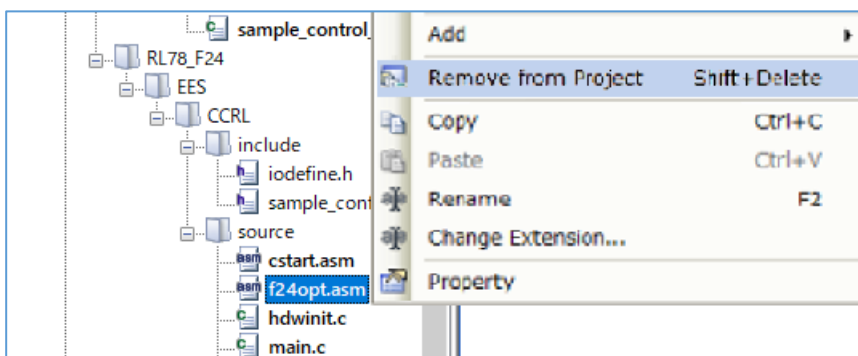 sample_control_
RL78_F24
EES
CCRL
include
iodefine.h
sample_cont
source
cstart.asm
f24opt.asm
hdwinit.c
main.c
Add
Remove from Project Shift+Delete
Copy Ctrl+C
Paste Ctrl+V
Rename F2
Change Extension...
Property